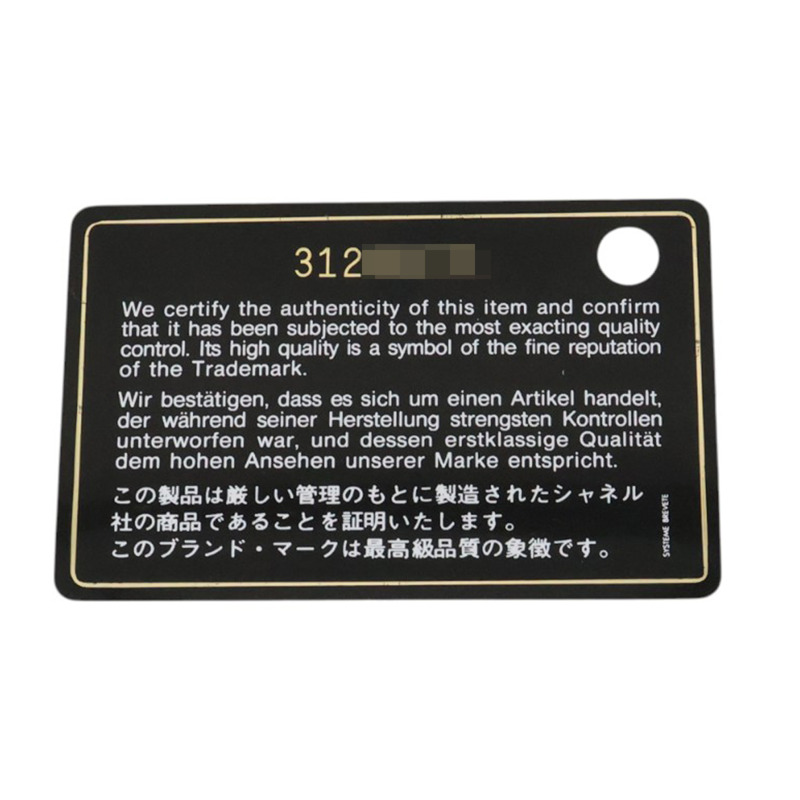 312
We certify the authenticity of this item and confirm
that it has been subjected to the most exacting quality
control. Its high quality is a symbol of the fine reputation
of the Trademark.
Wir bestätigen, dass es sich um einen Artikel handelt,
der während seiner Herstellung strengsten Kontrollen
unterworfen war, und dessen erstklassige Qualität
dem hohen Ansehen unserer Marke entspricht.
この製品は厳しい管理のもとに製造されたシャネル
社の商品であることを証明いたします。
このブランド・マークは最高級品質の象徴です。
SYSTEME BREVETE